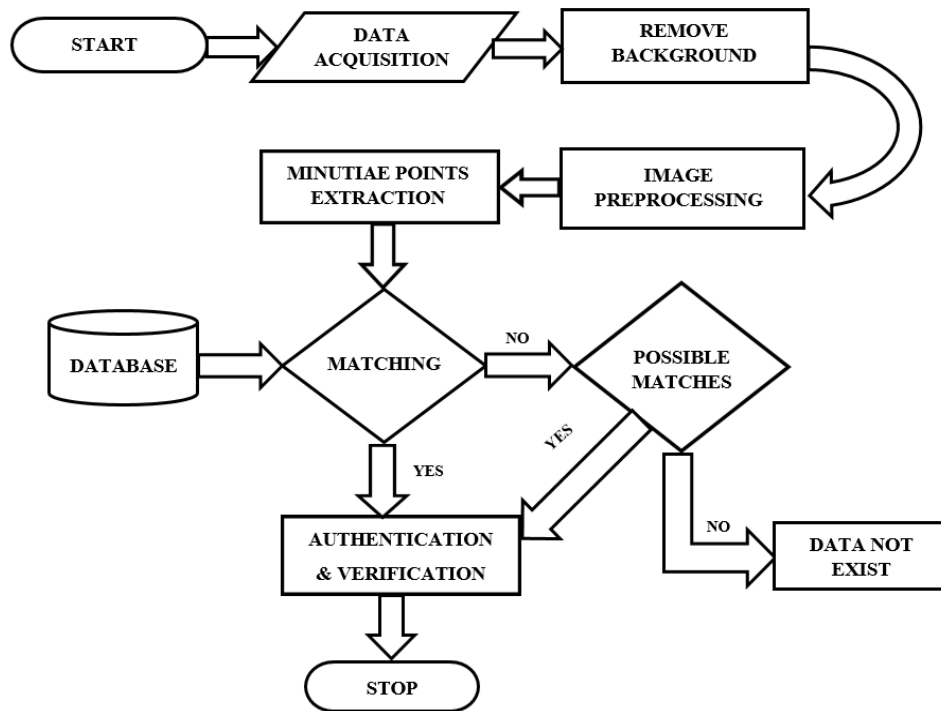 START
DATA
ACQUISITION
REMOVE
BACKGROUND
MINUTIAE POINTS
EXTRACTION
IMAGE
PREPROCESSING
DATABASE
MATCHING
NO
POSSIBLE
MATCHES
YES
YES
NO
AUTHENTICATION
& VERIFICATION
DATA NOT
EXIST
STOP